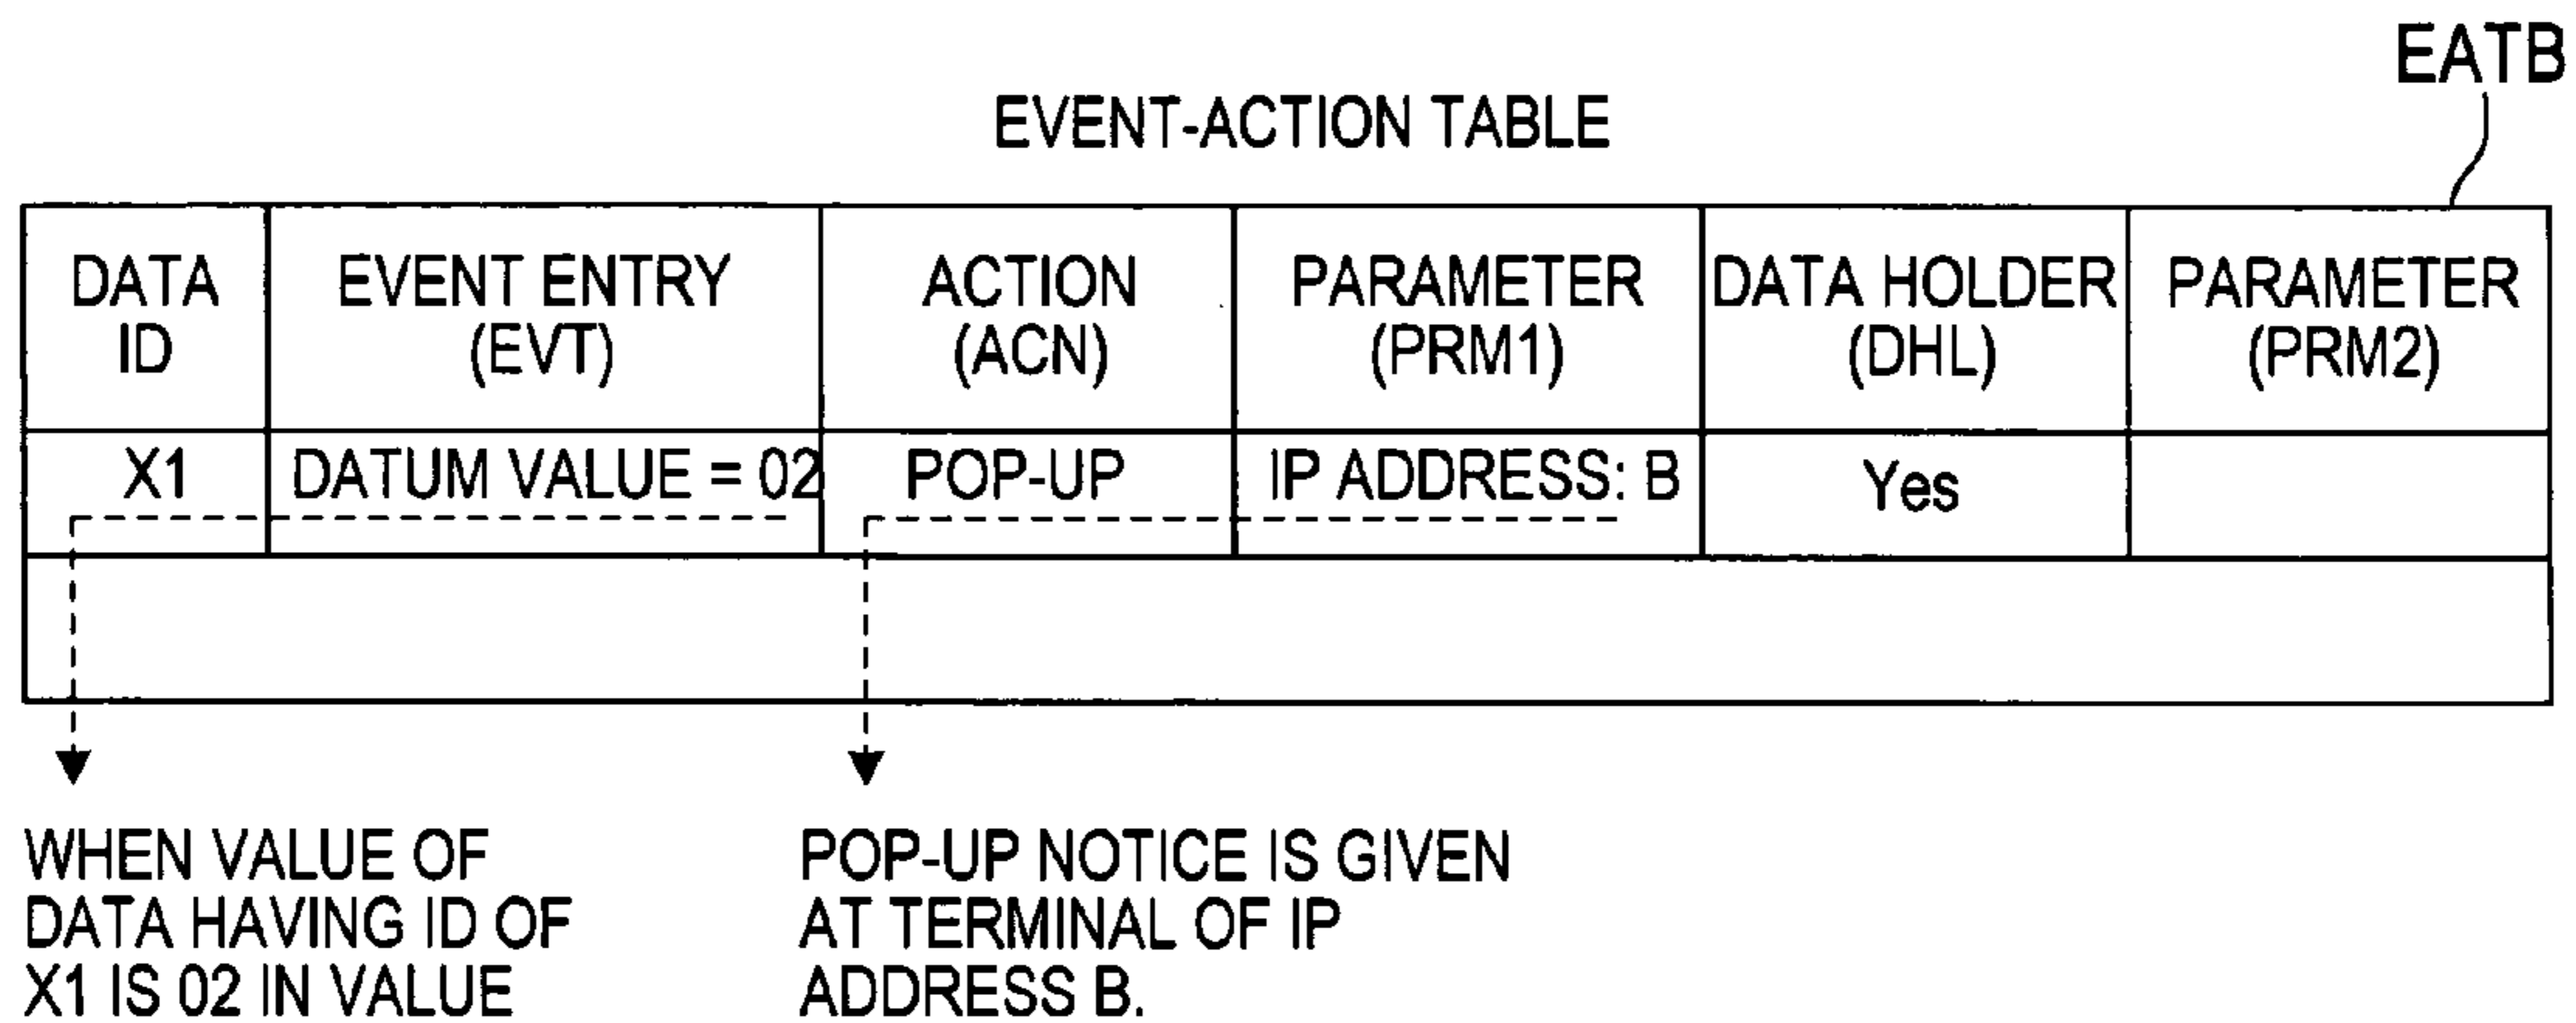 EATB
EVENT-ACTION TABLE
DATA ID
EVENT ENTRY (EVT)
ACTION (ACN)
PARAMETER (PRM1)
DATA HOLDER (DHL)
PARAMETER (PRM2)
X1
DATUM VALUE = 02
POP-UP
IP ADDRESS: B
Yes
WHEN VALUE OF
DATA HAVING ID OF
X1 IS 02 IN VALUE
POP-UP NOTICE IS GIVEN
AT TERMINAL OF IP
ADDRESS B.